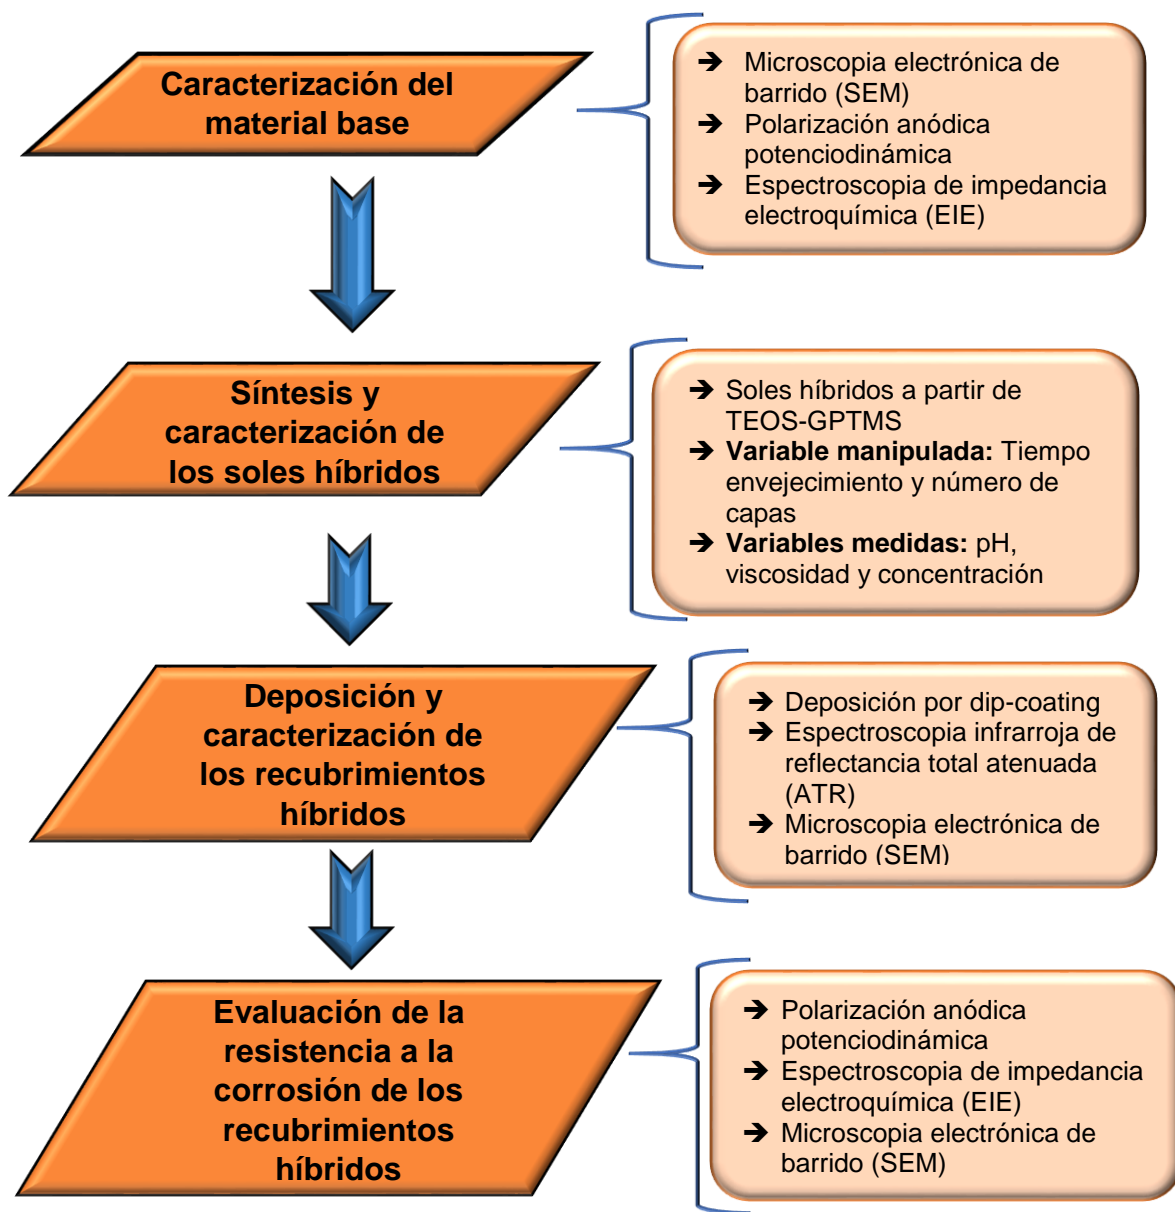 Caracterización del
material base
➔ Microscopia electrónica de
barrido (SEM)
➔ Polarización anódica
potenciodinámica
➔ Espectroscopia de impedancia
electroquímica (EIE)
Síntesis y
caracterización de
los soles híbridos
➔ Soles híbridos a partir de
TEOS-GPTMS
➔ Variable manipulada: Tiempo
envejecimiento y número de
capas
➔ Variables medidas: pH,
viscosidad y concentración
Deposición y
caracterización de
los recubrimientos
híbridos
➔ Deposición por dip-coating
➔ Espectroscopia infrarroja de
reflectancia total atenuada
(ATR)
➔ Microscopia electrónica de
barrido (SEM)
Evaluación de la
resistencia a la
corrosión de los
recubrimientos
híbridos
➔ Polarización anódica
potenciodinámica
➔ Espectroscopia de impedancia
electroquímica (EIE)
➔ Microscopia electrónica de
barrido (SEM)